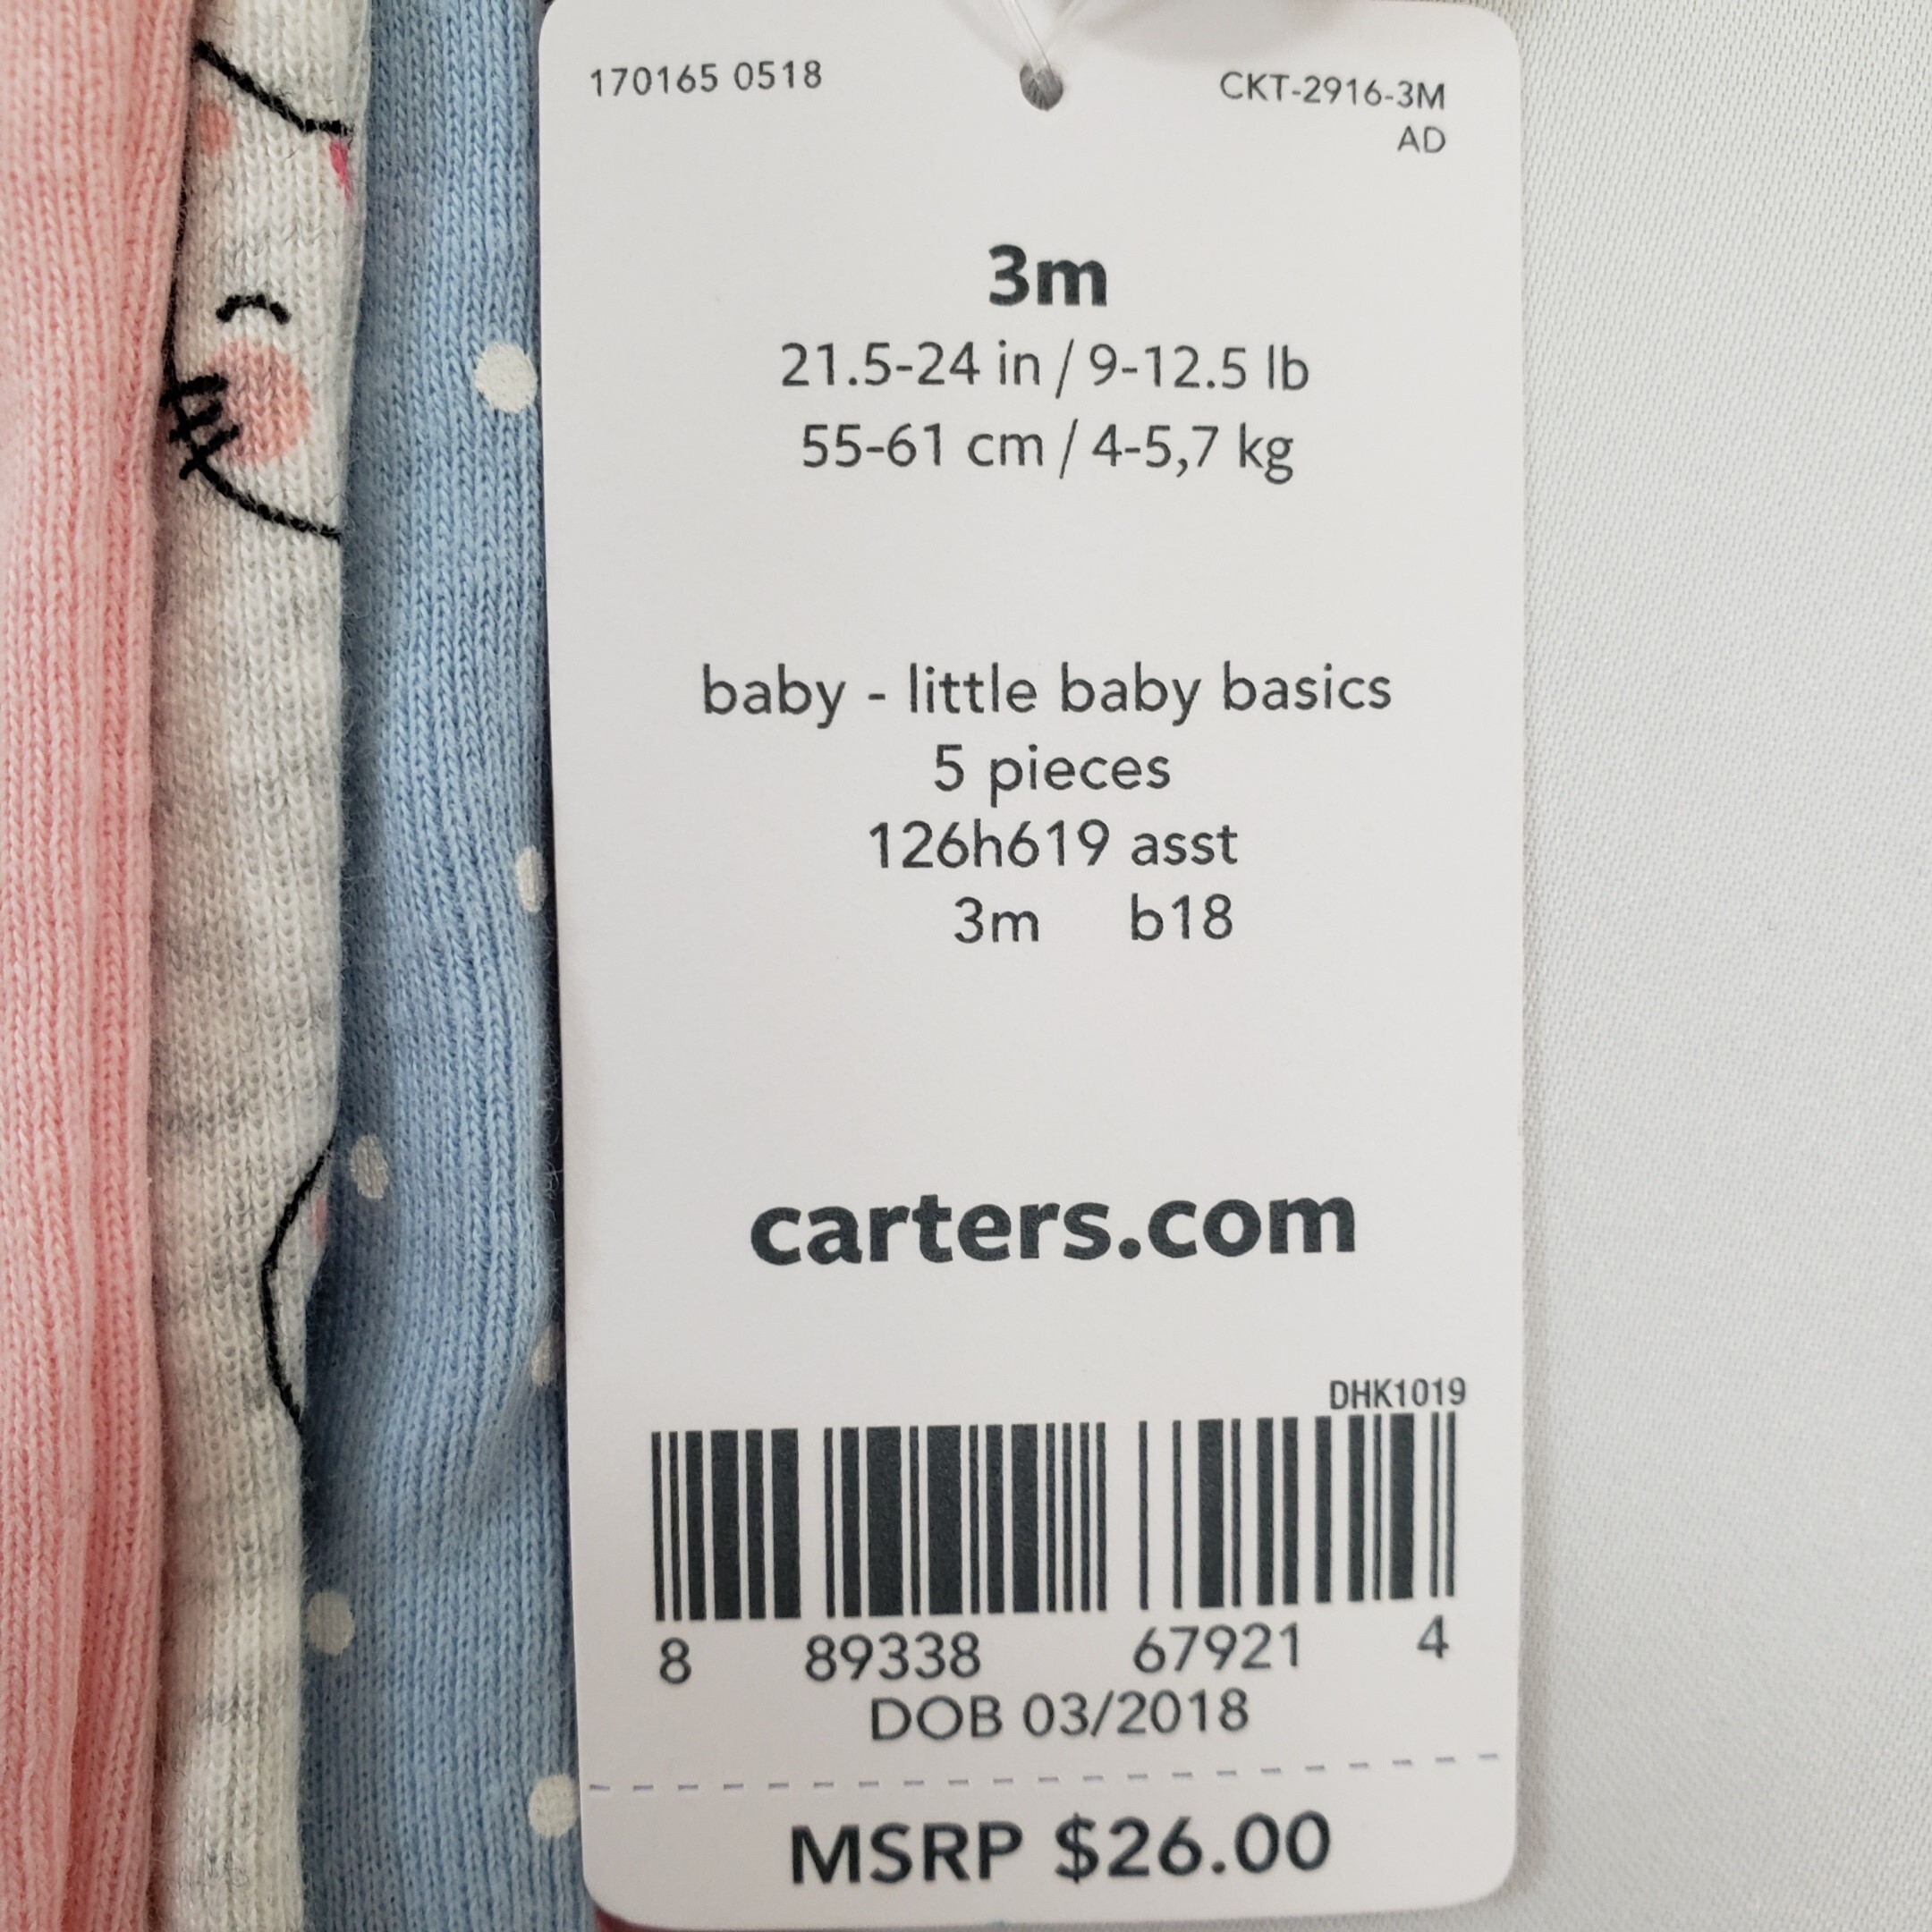 170165 0518
CKT-2916-3M
AD
3m
21.5-24 in / 9-12.5 lb
55-61 cm / 4-5,7 kg
baby - little baby basics
5 pieces
126h619 asst
3m b18
carters.com
DHK1019
8 89338 67921 4
DOB 03/2018
MSRP $26.00